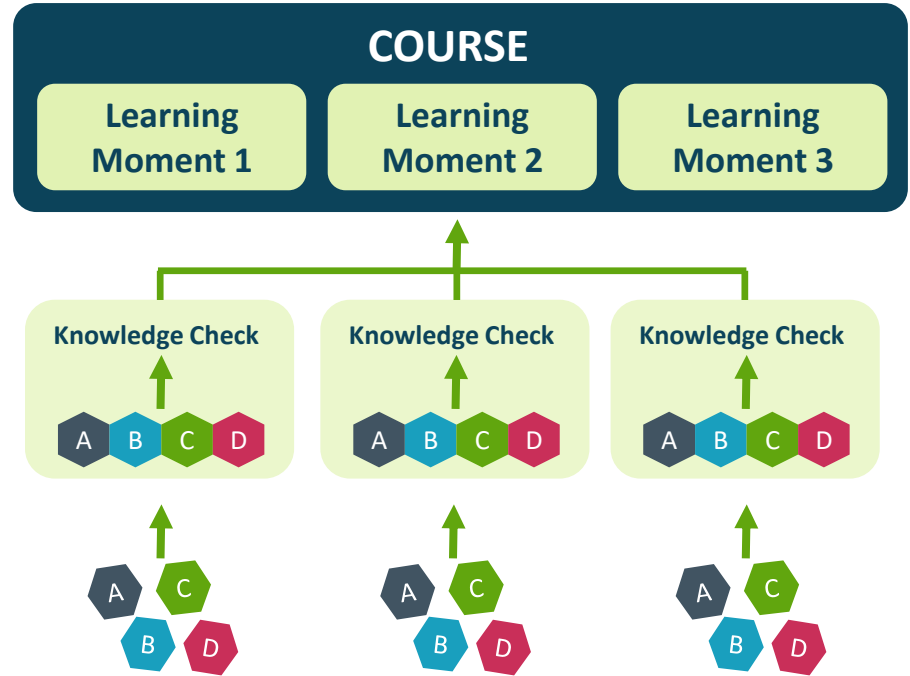 COURSE
Learning
Moment 1
Learning
Moment 2
Learning
Moment 3
Knowledge Check
Knowledge Check
Knowledge Check
A B C D
A B C D
A B C D
A C
B D
A C
B D
A C
B D